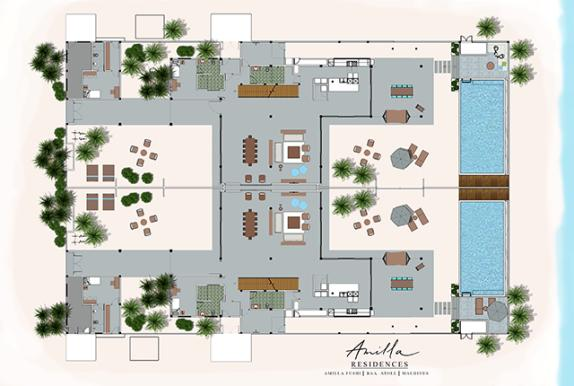 Amilla
RESIDENCES
AMILLA FUSHI | BAA ATOLL | MALDIVES